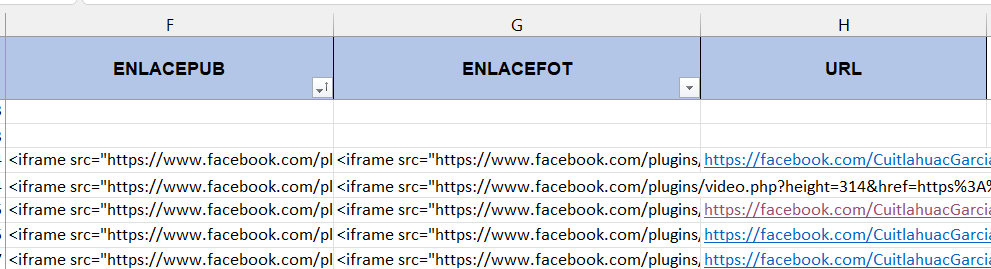 F G H
ENLACEPUB ENLACEFOT URL
<iframe src="https://www.facebook.com/pl <iframe src="https://www.facebook.com/plugins/ https://facebook.com/CuitlahuacGarcia
<iframe src="https://www.facebook.com/pl <iframe src="https://www.facebook.com/plugins/video.php?height=314&href=https%3A%
<iframe src="https://www.facebook.com/pl <iframe src="https://www.facebook.com/plugins/ https://facebook.com/CuitlahuacGarcia
<iframe src="https://www.facebook.com/pl <iframe src="https://www.facebook.com/plugins/ https://facebook.com/CuitlahuacGarcia
<iframe src="https://www.facebook.com/pl <iframe src="https://www.facebook.com/plugins/ https://facebook.com/CuitlahuacGarcia